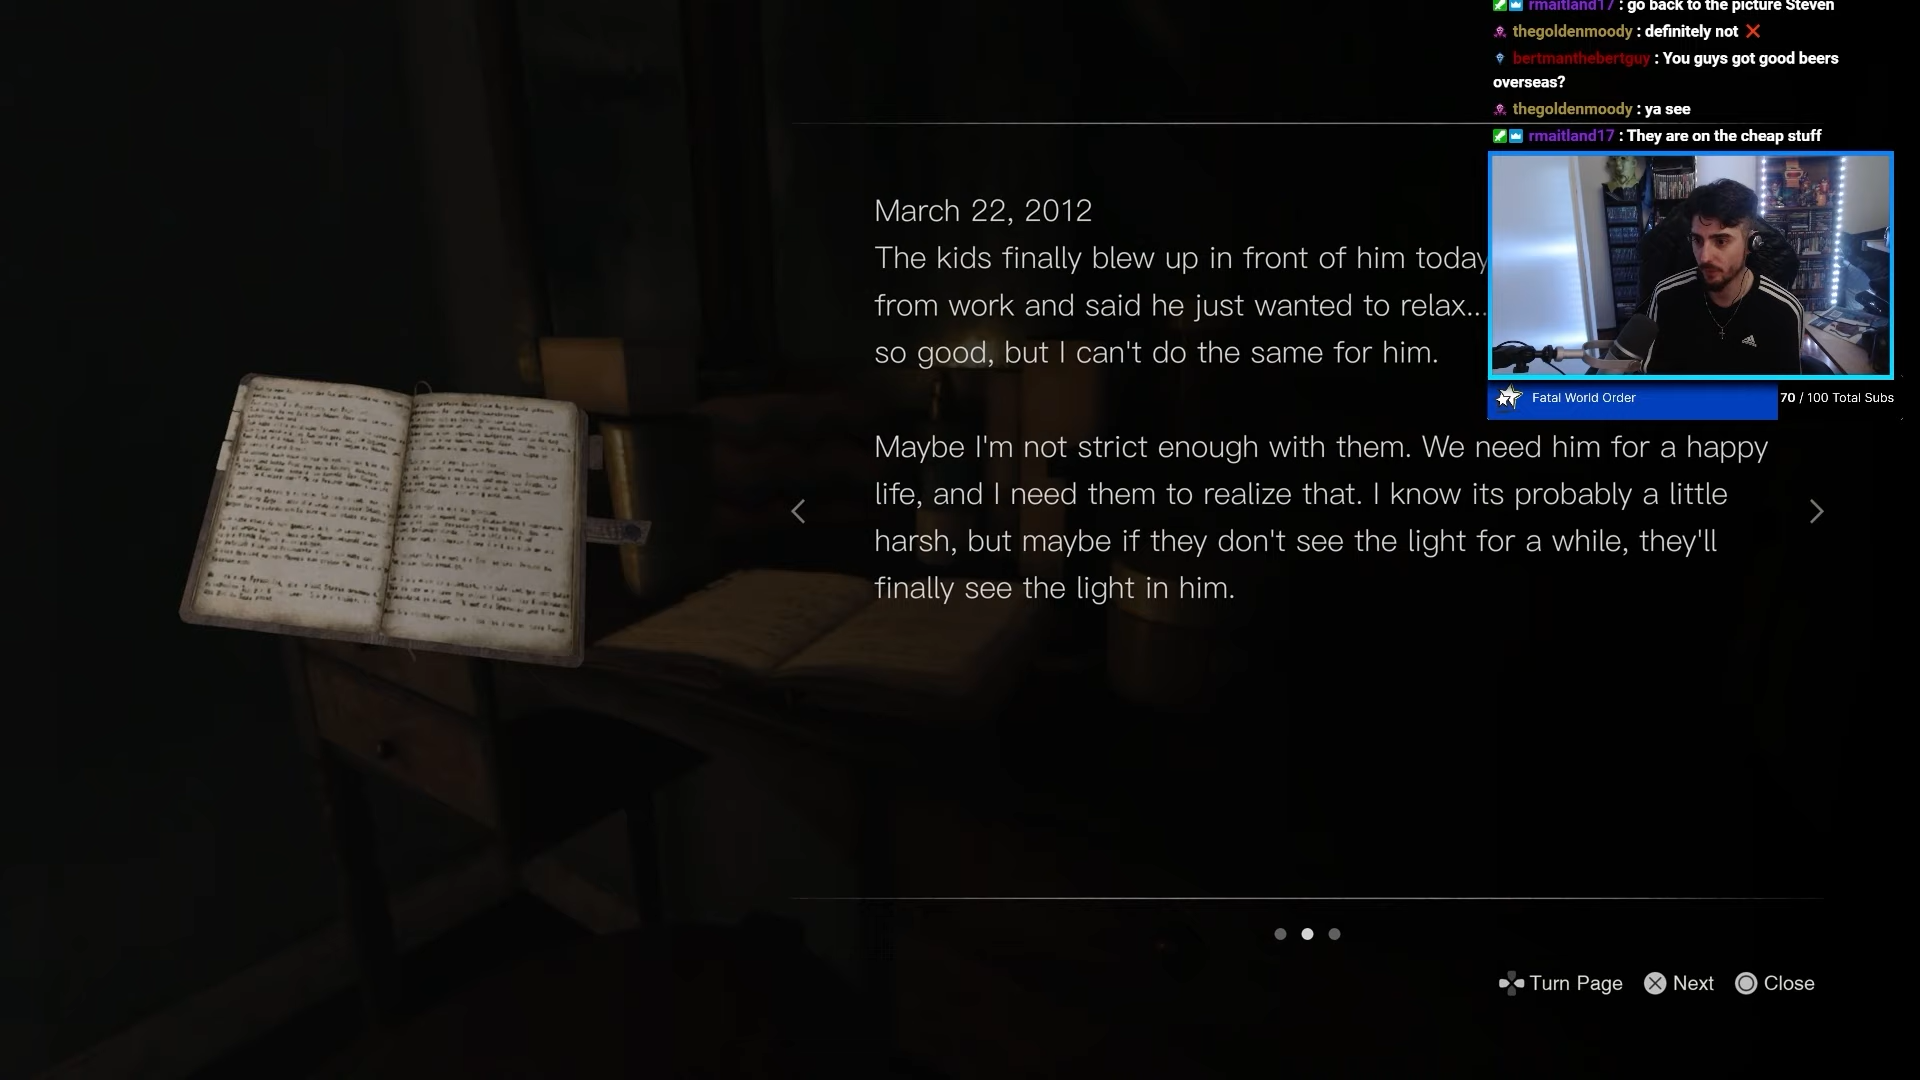 rmaitland17 : go back to the picture Steven
thegoldenmoody : definitely not
bertmanthebertguy : You guys got good beers
overseas?
thegoldenmoody : ya see
rmaitland17 : They are on the cheap stuff
March 22, 2012
The kids finally blew up in front of him today
from work and said he just wanted to relax...
so good, but I can't do the same for him.
Maybe I'm not strict enough with them. We need him for a happy
life, and I need them to realize that. I know its probably a little
harsh, but maybe if they don't see the light for a while, they'll
finally see the light in him.
Fatal World Order
70 / 100 Total Subs
Turn Page Next Close